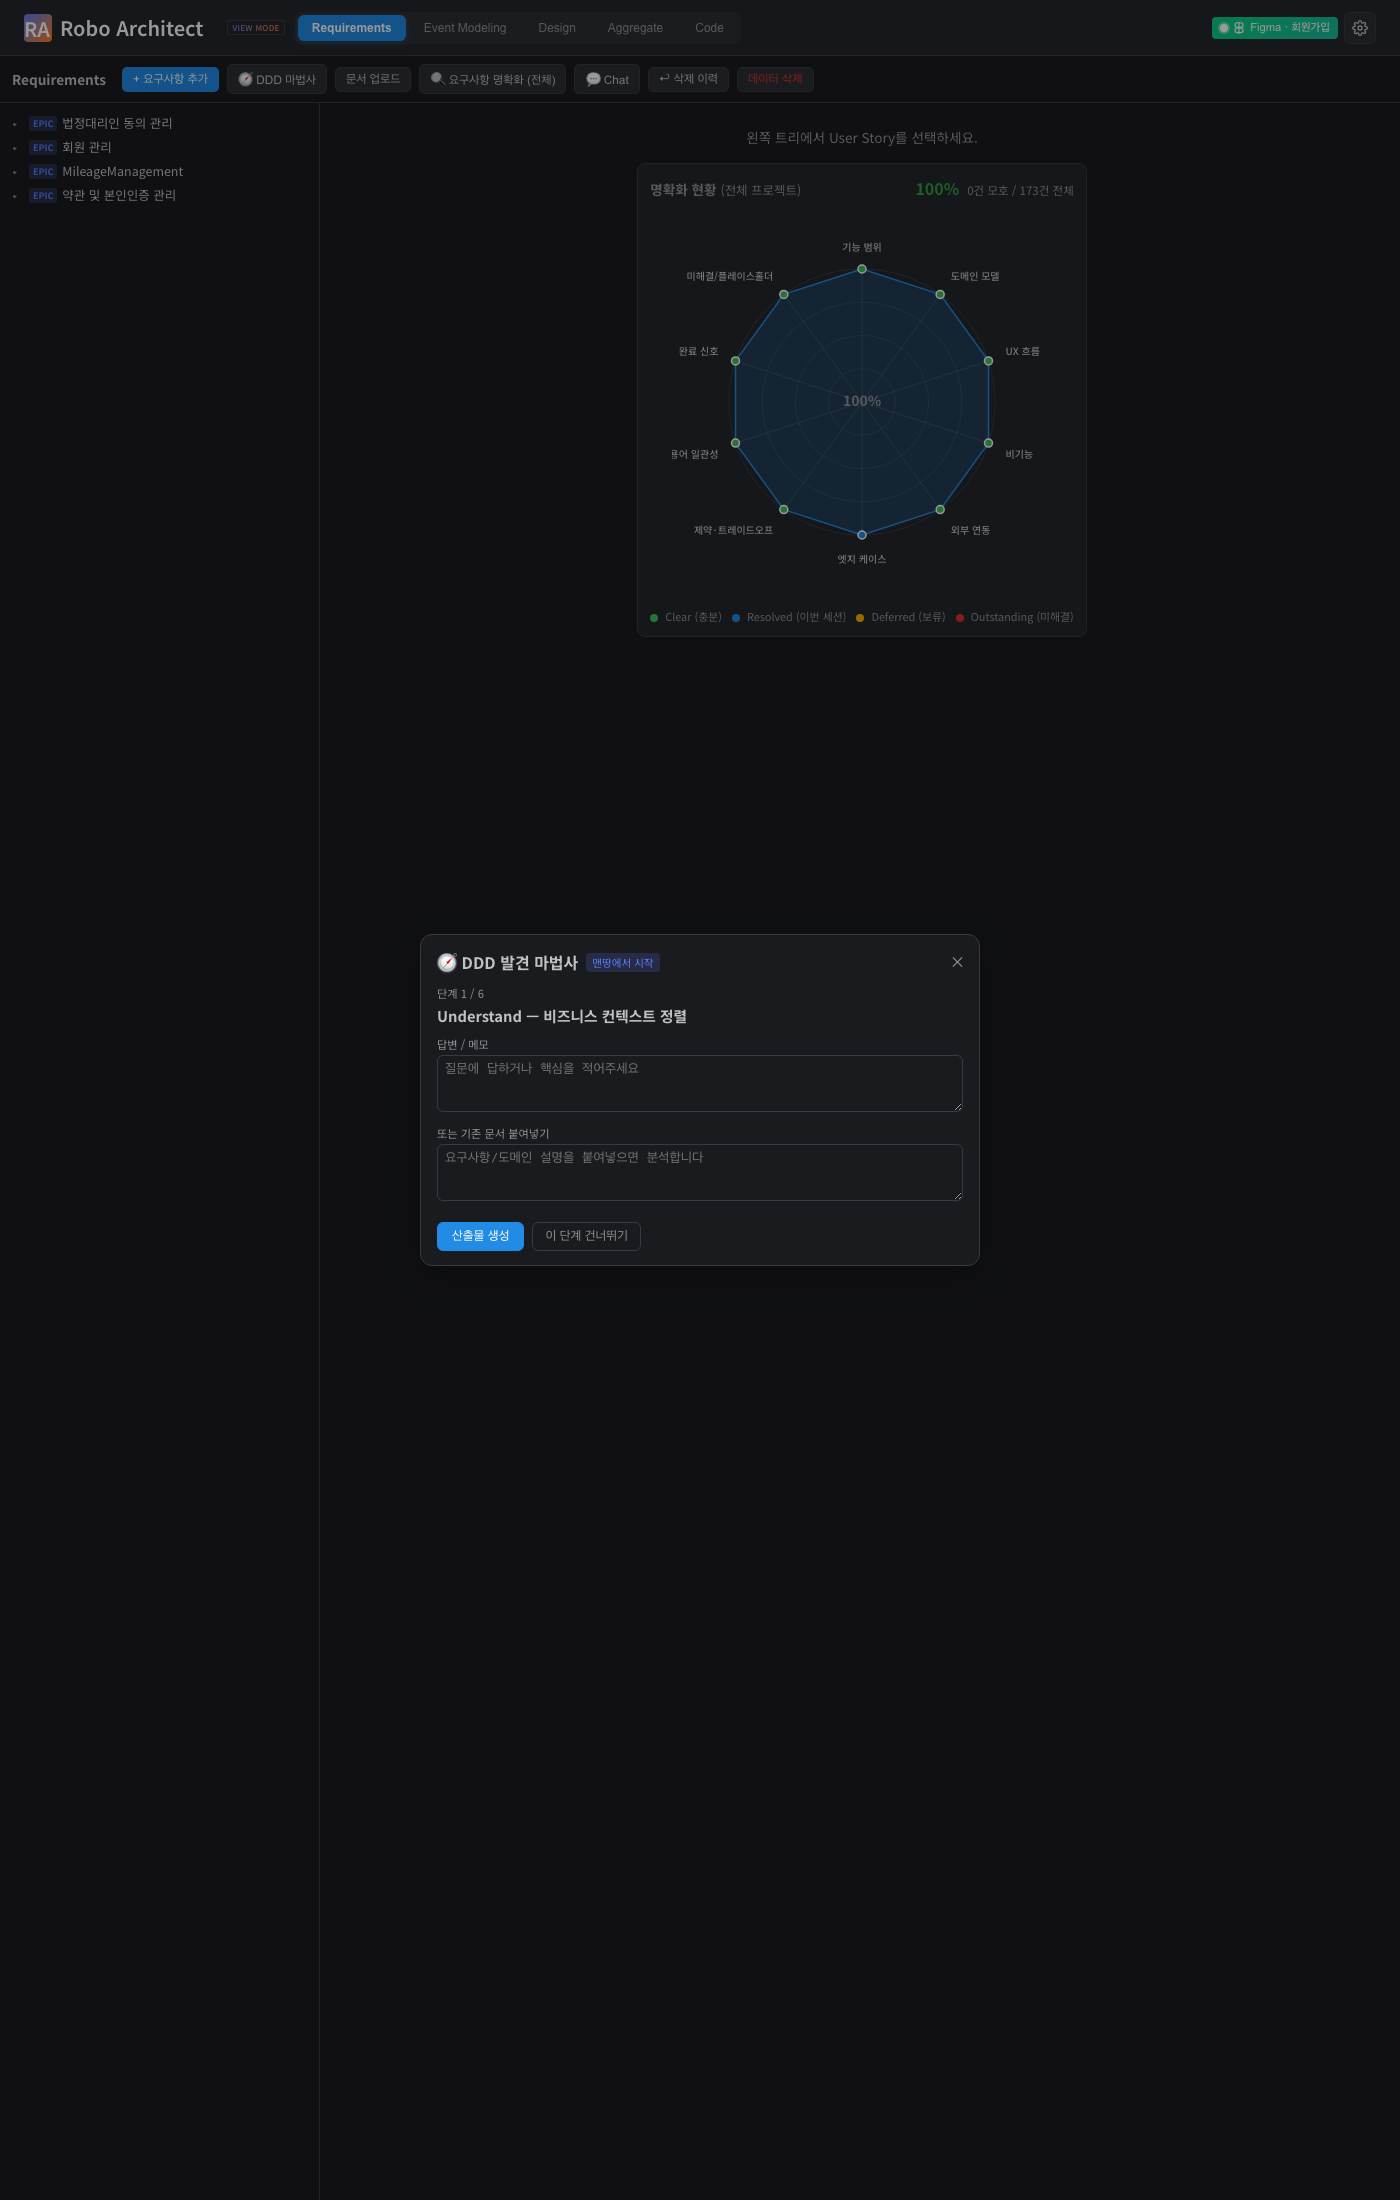 RA Robo Architect VIEW MODE Requirements Event Modeling Design Aggregate Code Figma · 회원가입
Requirements + 요구사항 추가 DDD 마법사 문서 업로드 요구사항 명확화 (전체) Chat ↩ 삭제 이력 데이터 삭제
▸ EPIC 법정대리인 동의 관리
▸ EPIC 회원 관리
▸ EPIC MileageManagement
▸ EPIC 약관 및 본인인증 관리
왼쪽 트리에서 User Story를 선택하세요.
명확화 현황 (전체 프로젝트) 100% 0건 모호 / 173건 전체
기능 범위
미해결/플레이스홀더 도메인 모델
완료 신호 UX 흐름
100%
용어 일관성 비기능
제약·트레이드오프 외부 연동
엣지 케이스
Clear (충분) Resolved (이번 세션) Deferred (보류) Outstanding (미해결)
DDD 발견 마법사 맨땅에서 시작
단계 1 / 6
Understand — 비즈니스 컨텍스트 정렬
답변 / 메모
질문에 답하거나 핵심을 적어주세요
또는 기존 문서 붙여넣기
요구사항/도메인 설명을 붙여넣으면 분석합니다
산출물 생성 이 단계 건너뛰기